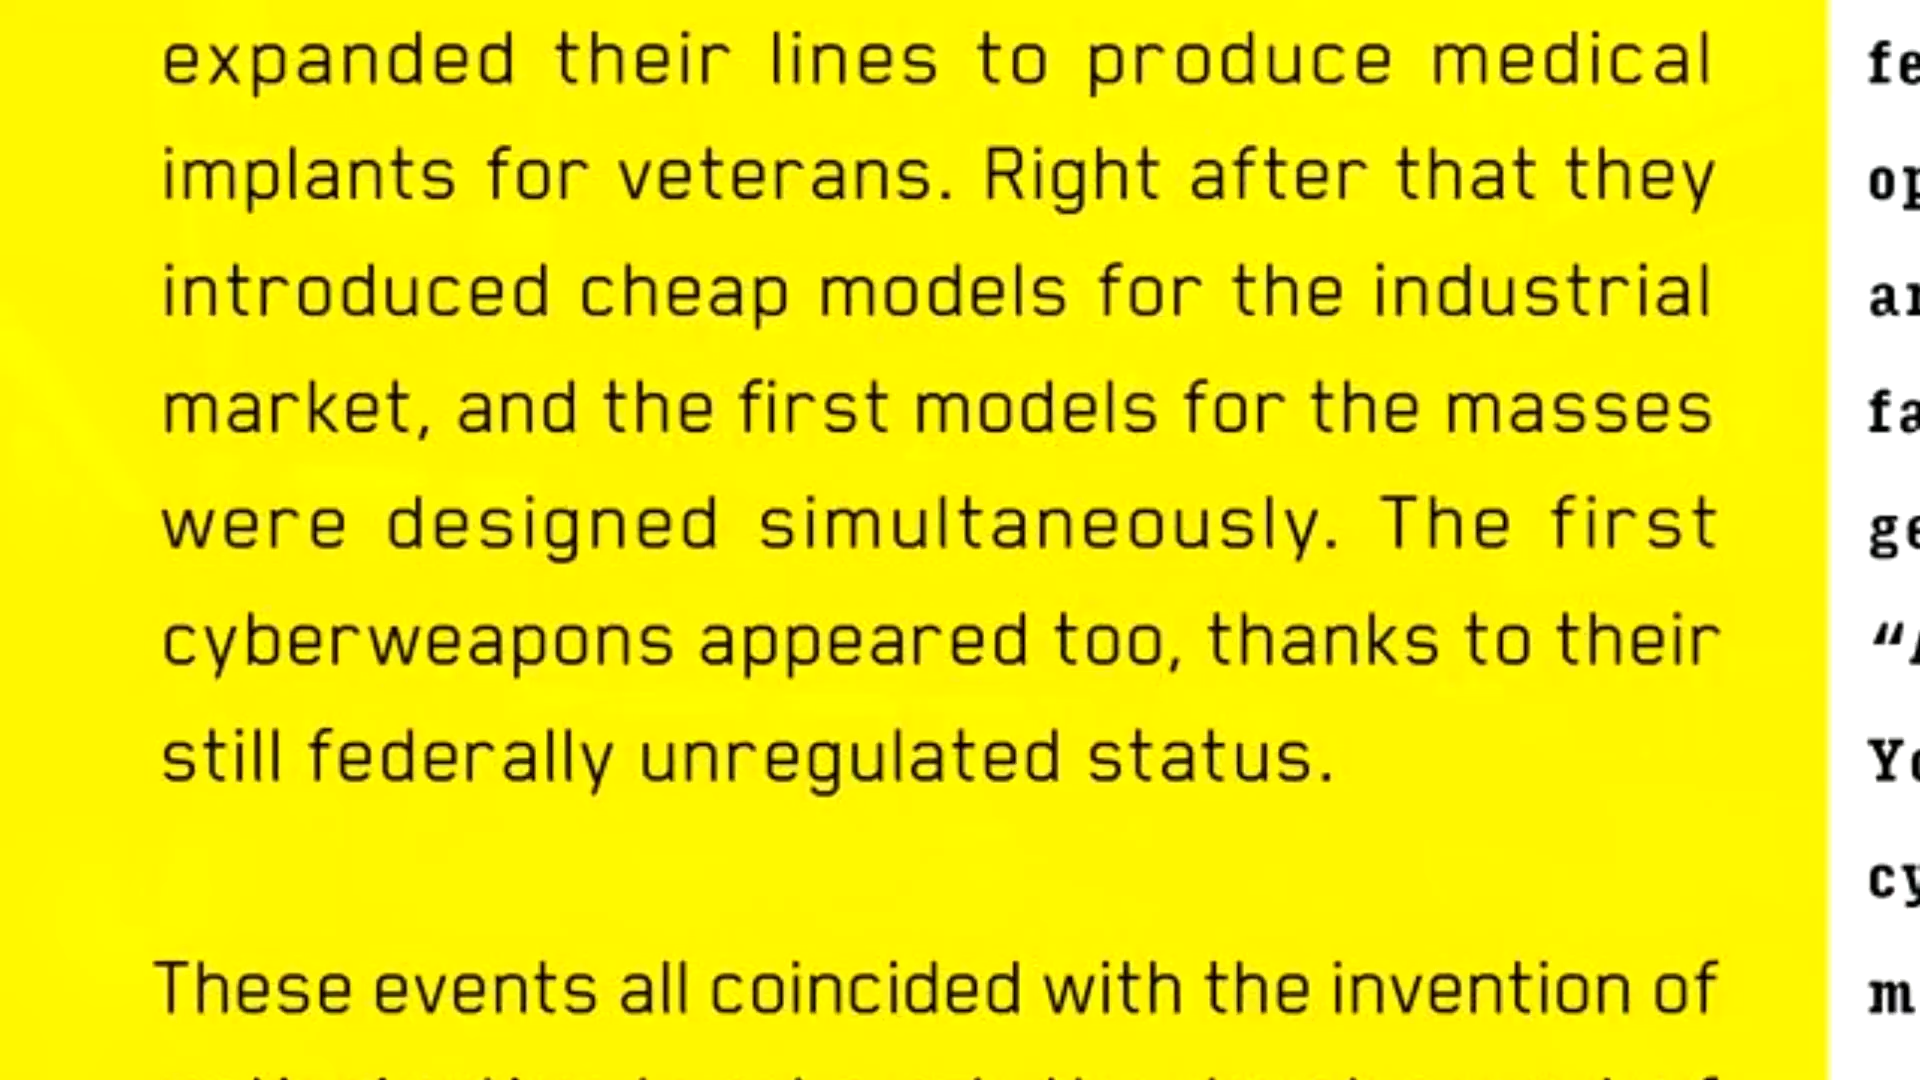 expanded their lines to produce medical
implants for veterans. Right after that they
introduced cheap models for the industrial
market, and the first models for the masses
were designed simultaneously. The first
cyberweapons appeared too, thanks to their
still federally unregulated status.
These events all coincided with the invention of